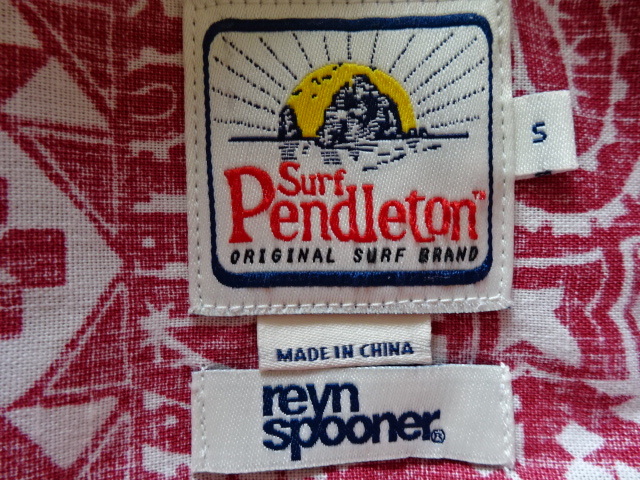 Surf
Pendleton™
ORIGINAL SURF BRAND
S
MADE IN CHINA
reyn
spooner®